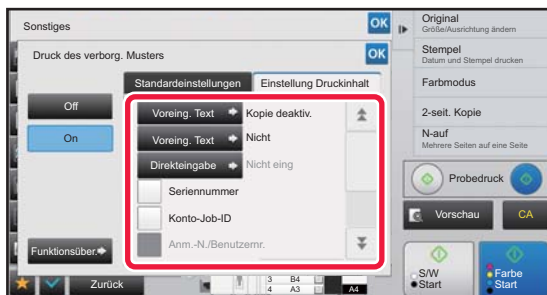 Sonstiges
OK
Druck des verborg. Musters
OK
Standardeinstellungen
Einstellung Druckinhalt
Off
On
Voreing. Text
Kopie deaktiv.
Voreing. Text
Nicht
Direkteingabe
Nicht eing
Seriennummer
Konto-Job-ID
Anm.-N./Benutzernr.
Funktionsüber.
Zurück
3 B4
4 A3
A4
Original
Größe/Ausrichtung ändern
Stempel
Datum und Stempel drucken
Farbmodus
2-seit. Kopie
N-auf
Mehrere Seiten auf eine Seite
Probedruck
Vorschau
CA
S/W
Start
Farbe
Start